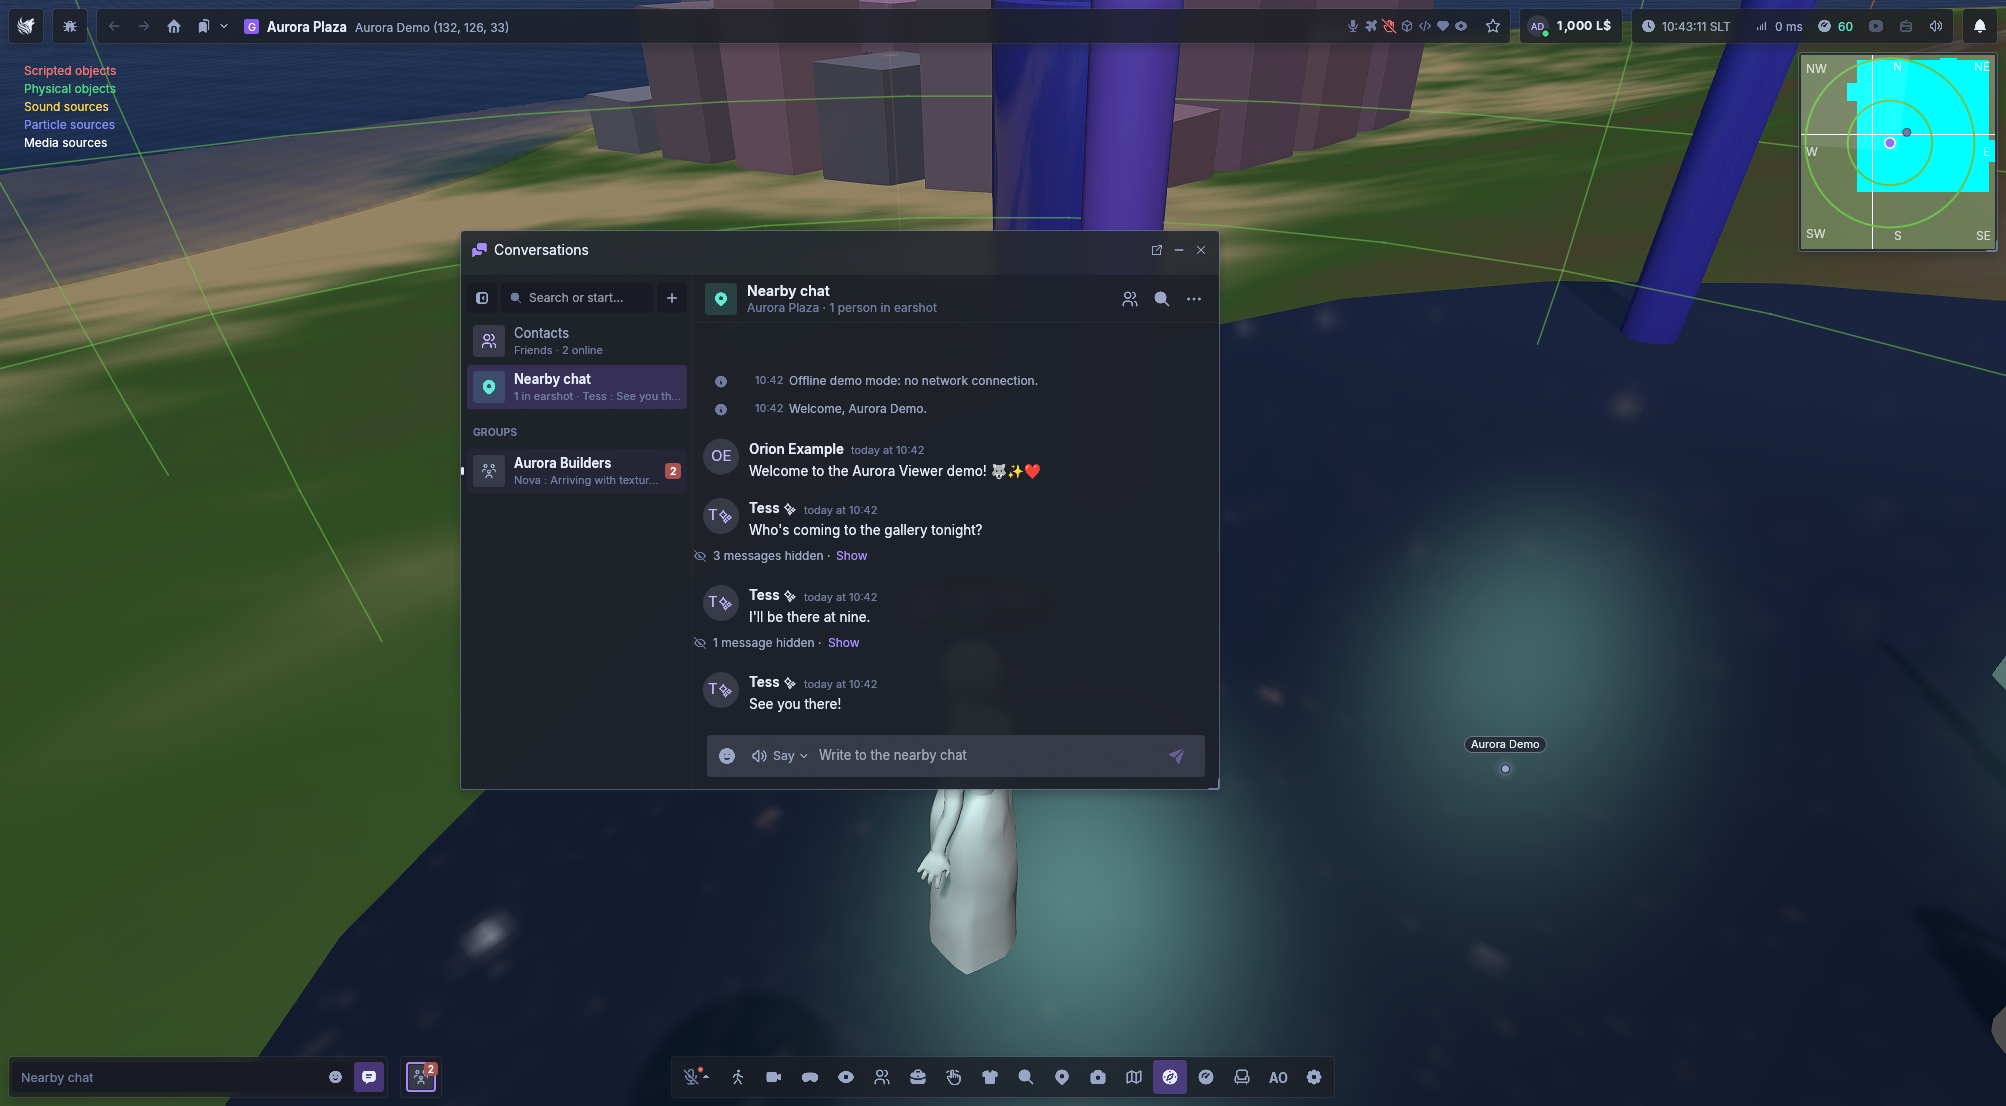 G Aurora Plaza Aurora Demo (132, 126, 33)
AD 1,000 L$
10:43:11 SLT 0 ms 60
Scripted objects
Physical objects
Sound sources
Particle sources
Media sources
NW N NE
W E
SW S SE
Conversations
Search or start...
Contacts
Friends · 2 online
Nearby chat
1 in earshot · Tess : See you th...
GROUPS
Aurora Builders
Nova : Arriving with textur...
2
Nearby chat
Aurora Plaza · 1 person in earshot
10:42 Offline demo mode: no network connection.
10:42 Welcome, Aurora Demo.
OE Orion Example today at 10:42
Welcome to the Aurora Viewer demo! 🐺✨❤️
T Tess today at 10:42
Who's coming to the gallery tonight?
3 messages hidden · Show
T Tess today at 10:42
I'll be there at nine.
1 message hidden · Show
T Tess today at 10:42
See you there!
Say Write to the nearby chat
Aurora Demo
Nearby chat
2
AO